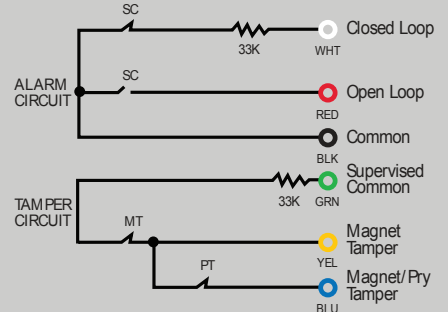 SC
Closed Loop
33K
WHT
ALARM
CIRCUIT
SC
Open Loop
RED
Common
BLK
Supervised
Common
33K
GRN
TAMPER
CIRCUIT
MT
Magnet
Tamper
YEL
PT
Magnet/Pry
Tamper
BLU